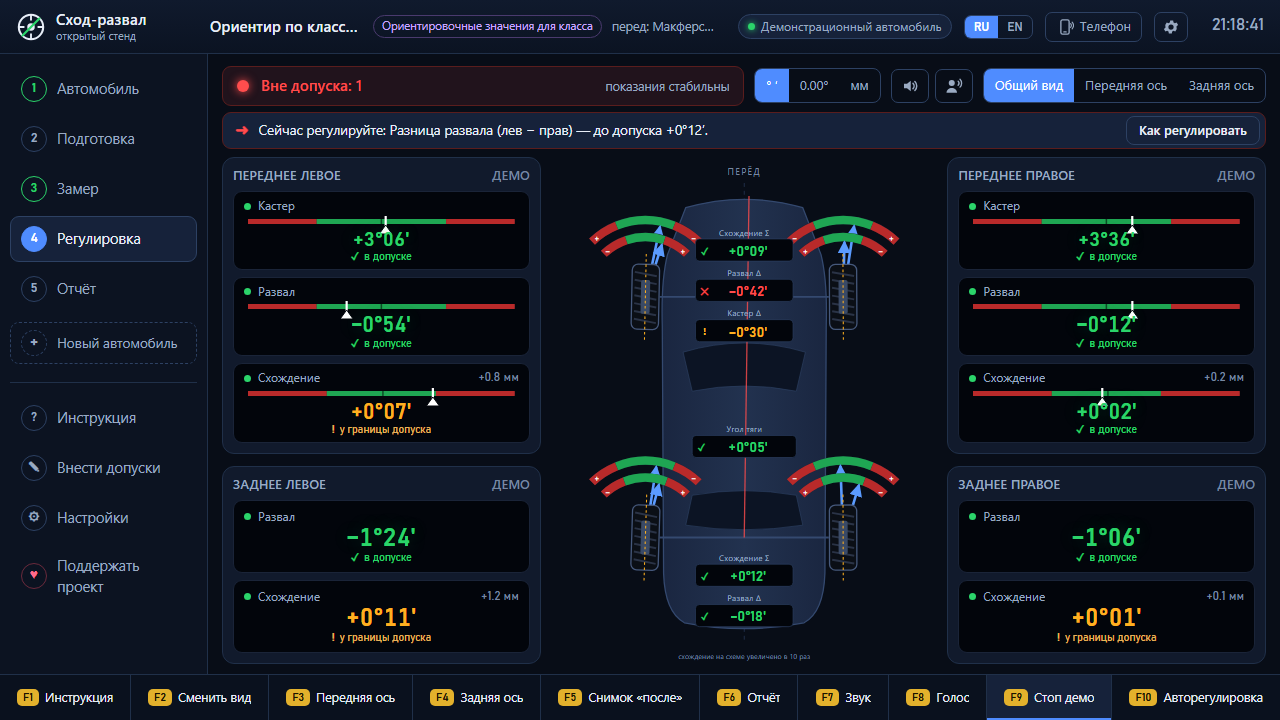 Сход-развал
открытый стенд
Ориентир по класс...
Ориентировочные значения для класса
перед: Макферс...
Демонстрационный автомобиль
RU
EN
Телефон
21:18:41
1 Автомобиль
2 Подготовка
3 Замер
4 Регулировка
5 Отчёт
+ Новый автомобиль
? Инструкция
Внести допуски
Настройки
Поддержать
проект
Вне допуска: 1
показания стабильны
° ′
0.00°
мм
Общий вид
Передняя ось
Задняя ось
→ Сейчас регулируйте: Разница развала (лев − прав) — до допуска +0°12′.
Как регулировать
ПЕРЕДНЕЕ ЛЕВОЕ
ДЕМО
Кастер
+3°06'
✓ в допуске
Развал
−0°54'
✓ в допуске
Схождение
+0.8 мм
+0°07'
! у границы допуска
ЗАДНЕЕ ЛЕВОЕ
ДЕМО
Развал
−1°24'
✓ в допуске
Схождение
+1.2 мм
+0°11'
! у границы допуска
ПЕРЁД
Схождение Σ
✓ +0°09'
Развал Δ
✕ −0°42'
Кастер Δ
! −0°30'
Угол тяги
✓ +0°05'
Схождение Σ
✓ +0°12'
Развал Δ
✓ −0°18'
схождение на схеме увеличено в 10 раз
ПЕРЕДНЕЕ ПРАВОЕ
ДЕМО
Кастер
+3°36'
✓ в допуске
Развал
−0°12'
✓ в допуске
Схождение
+0.2 мм
+0°02'
✓ в допуске
ЗАДНЕЕ ПРАВОЕ
ДЕМО
Развал
−1°06'
✓ в допуске
Схождение
+0.1 мм
+0°01'
! у границы допуска
F1 Инструкция
F2 Сменить вид
F3 Передняя ось
F4 Задняя ось
F5 Снимок «после»
F6 Отчёт
F7 Звук
F8 Голос
F9 Стоп демо
F10 Авторегулировка